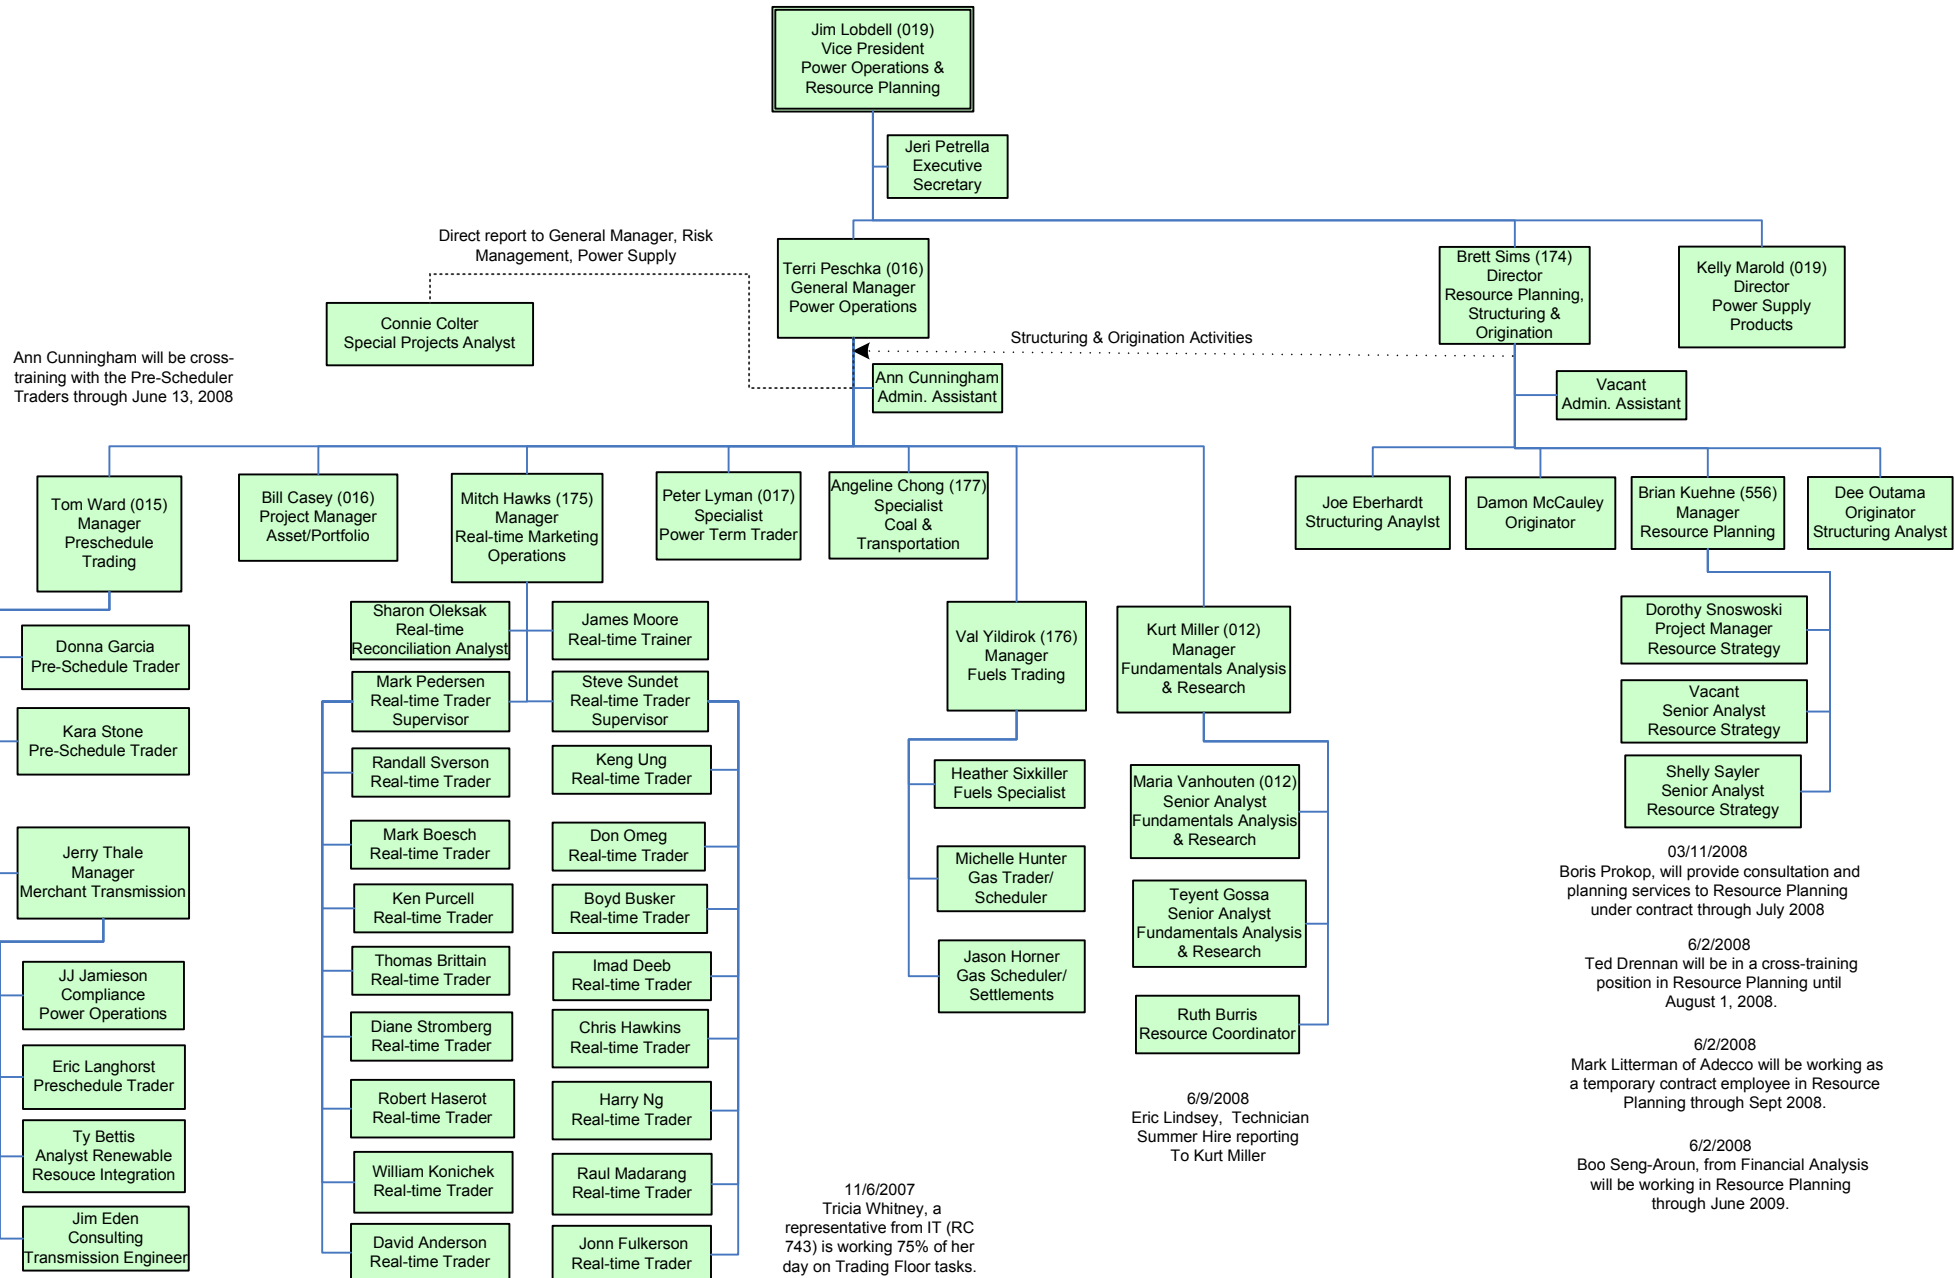 Jim Lobdell (019)
Vice President
Power Operations &
Resource Planning
Jeri Petrella
Executive
Secretary
Direct report to General Manager, Risk
Management, Power Supply
Terri Peschka (016)
General Manager
Power Operations
Brett Sims (174)
Director
Resource Planning,
Structuring &
Origination
Kelly Marold (019)
Director
Power Supply
Products
Connie Colter
Special Projects Analyst
Structuring & Origination Activities
Ann Cunningham will be cross-
training with the Pre-Scheduler
Traders through June 13, 2008
Ann Cunningham
Admin. Assistant
Vacant
Admin. Assistant
Tom Ward (015)
Manager
Preschedule
Trading
Bill Casey (016)
Project Manager
Asset/Portfolio
Mitch Hawks (175)
Manager
Real-time Marketing
Operations
Peter Lyman (017)
Specialist
Power Term Trader
Angeline Chong (177)
Specialist
Coal &
Transportation
Joe Eberhardt
Structuring Anaylst
Damon McCauley
Originator
Brian Kuehne (556)
Manager
Resource Planning
Dee Outama
Originator
Structuring Analyst
Donna Garcia
Pre-Schedule Trader
Kara Stone
Pre-Schedule Trader
Jerry Thale
Manager
Merchant Transmission
JJ Jamieson
Compliance
Power Operations
Eric Langhorst
Preschedule Trader
Ty Bettis
Analyst Renewable
Resouce Integration
Jim Eden
Consulting
Transmission Engineer
Sharon Oleksak
Real-time
Reconciliation Analyst
James Moore
Real-time Trainer
Mark Pedersen
Real-time Trader
Supervisor
Steve Sundet
Real-time Trader
Supervisor
Randall Sverson
Real-time Trader
Keng Ung
Real-time Trader
Mark Boesch
Real-time Trader
Don Omeg
Real-time Trader
Ken Purcell
Real-time Trader
Boyd Busker
Real-time Trader
Thomas Brittain
Real-time Trader
Imad Deeb
Real-time Trader
Diane Stromberg
Real-time Trader
Chris Hawkins
Real-time Trader
Robert Haserot
Real-time Trader
Harry Ng
Real-time Trader
William Konichek
Real-time Trader
Raul Madarang
Real-time Trader
David Anderson
Real-time Trader
Jonn Fulkerson
Real-time Trader
Val Yildirok (176)
Manager
Fuels Trading
Heather Sixkiller
Fuels Specialist
Michelle Hunter
Gas Trader/
Scheduler
Jason Horner
Gas Scheduler/
Settlements
11/6/2007
Tricia Whitney, a
representative from IT (RC
743) is working 75% of her
day on Trading Floor tasks.
Kurt Miller (012)
Manager
Fundamentals Analysis
& Research
Maria Vanhouten (012)
Senior Analyst
Fundamentals Analysis
& Research
Teyent Gossa
Senior Analyst
Fundamentals Analysis
& Research
Ruth Burris
Resource Coordinator
6/9/2008
Eric Lindsey, Technician
Summer Hire reporting
To Kurt Miller
Dorothy Snoswoski
Project Manager
Resource Strategy
Vacant
Senior Analyst
Resource Strategy
Shelly Sayler
Senior Analyst
Resource Strategy
03/11/2008
Boris Prokop, will provide consultation and
planning services to Resource Planning
under contract through July 2008
6/2/2008
Ted Drennan will be in a cross-training
position in Resource Planning until
August 1, 2008.
6/2/2008
Mark Litterman of Adecco will be working as
a temporary contract employee in Resource
Planning through Sept 2008.
6/2/2008
Boo Seng-Aroun, from Financial Analysis
will be working in Resource Planning
through June 2009.